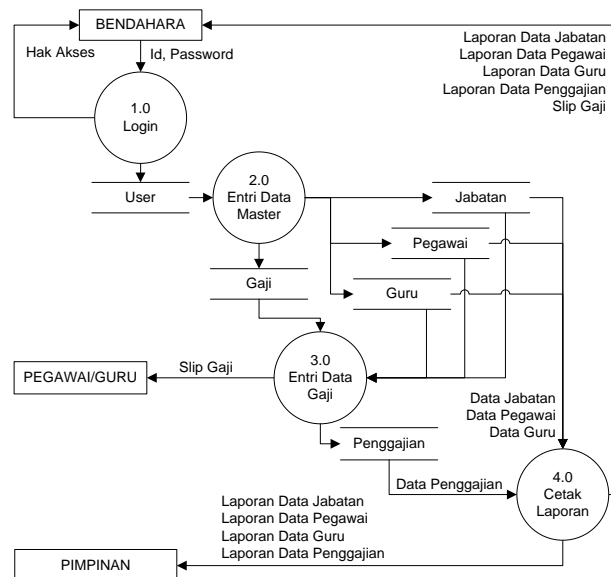 BENDAHARA
Hak Akses
Id, Password
Laporan Data Jabatan
Laporan Data Pegawai
Laporan Data Guru
Laporan Data Penggajian
Slip Gaji
1.0
Login
User
2.0
Entri Data
Master
Jabatan
Pegawai
Gaji
Guru
3.0
Entri Data
Gaji
Slip Gaji
PEGAWAI/GURU
Data Jabatan
Data Pegawai
Data Guru
Penggajian
Data Penggajian
4.0
Cetak
Laporan
Laporan Data Jabatan
Laporan Data Pegawai
Laporan Data Guru
Laporan Data Penggajian
PIMPINAN